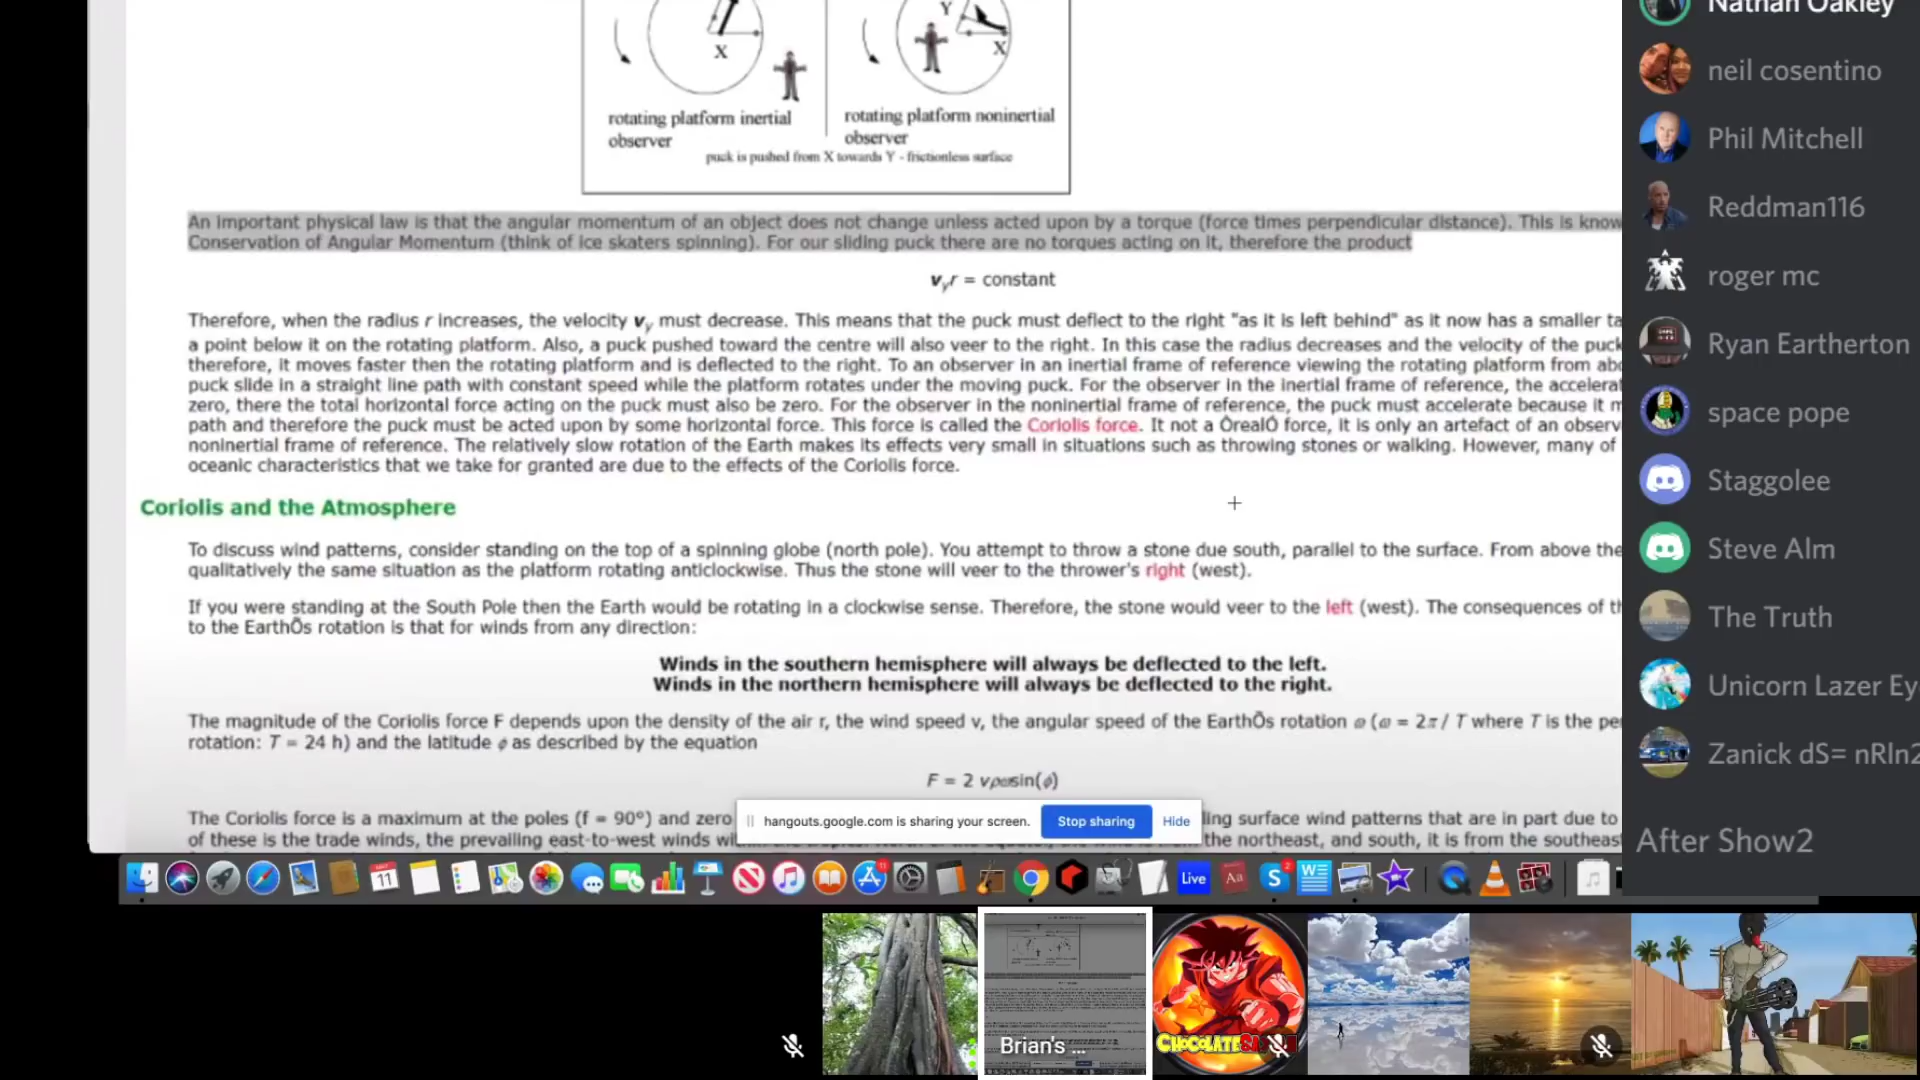 Y
X
X
rotating platform inertial
observer
rotating platform noninertial
observer
puck is pushed from X towards Y - frictionless surface
An important physical law is that the angular momentum of an object does not change unless acted upon by a torque (force times perpendicular distance). This is know
Conservation of Angular Momentum (think of ice skaters spinning). For our sliding puck there are no torques acting on it, therefore the product
vyr = constant
Therefore, when the radius r increases, the velocity vy must decrease. This means that the puck must deflect to the right "as it is left behind" as it now has a smaller ta
a point below it on the rotating platform. Also, a puck pushed toward the centre will also veer to the right. In this case the radius decreases and the velocity of the puck
therefore, it moves faster then the rotating platform and is deflected to the right. To an observer in an inertial frame of reference viewing the rotating platform from abo
puck slide in a straight line path with constant speed while the platform rotates under the moving puck. For the observer in the inertial frame of reference, the accelerat
zero, there the total horizontal force acting on the puck must also be zero. For the observer in the noninertial frame of reference, the puck must accelerate because it m
path and therefore the puck must be acted upon by some horizontal force. This force is called the Coriolis force. It not a ÒrealÓ force, it is only an artefact of an observ
noninertial frame of reference. The relatively slow rotation of the Earth makes its effects very small in situations such as throwing stones or walking. However, many of
oceanic characteristics that we take for granted are due to the effects of the Coriolis force.
Coriolis and the Atmosphere
To discuss wind patterns, consider standing on the top of a spinning globe (north pole). You attempt to throw a stone due south, parallel to the surface. From above the
qualitatively the same situation as the platform rotating anticlockwise. Thus the stone will veer to the thrower's right (west).
If you were standing at the South Pole then the Earth would be rotating in a clockwise sense. Therefore, the stone would veer to the left (west). The consequences of th
to the EarthÕs rotation is that for winds from any direction:
Winds in the southern hemisphere will always be deflected to the left.
Winds in the northern hemisphere will always be deflected to the right.
The magnitude of the Coriolis force F depends upon the density of the air r, the wind speed v, the angular speed of the EarthÕs rotation ω (ω = 2π / T where T is the pe
rotation: T = 24 h) and the latitude φ as described by the equation
F = 2 vρωsin(φ)
The Coriolis force is a maximum at the poles (f = 90°) and zero
ling surface wind patterns that are in part due to
of these is the trade winds, the prevailing east-to-west winds wi
the northeast, and south, it is from the southeast
hangouts.google.com is sharing your screen.
Stop sharing
Hide
Nathan Oakley
neil cosentino
Phil Mitchell
Reddman116
roger mc
Ryan Eartherton
space pope
Staggolee
Steve Alm
The Truth
Unicorn Lazer Ey
Zanick dS= nRln2
After Show2
11
11
Live
Aa
2
W
Brian's ...